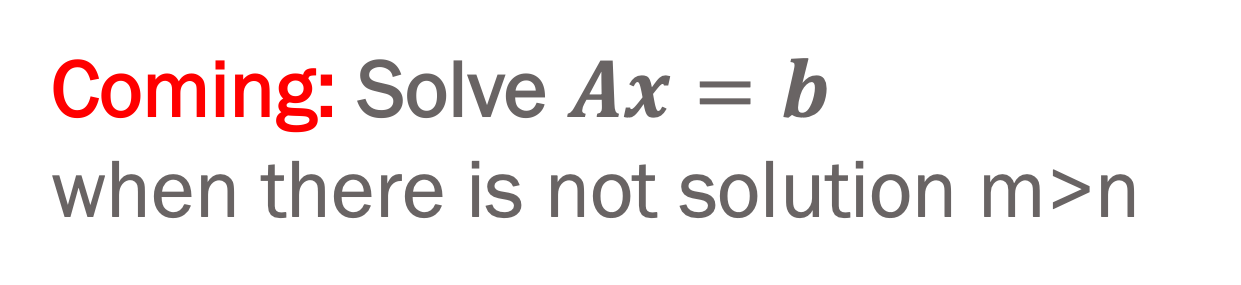 Coming: Solve Ax = b
when there is not solution m>n